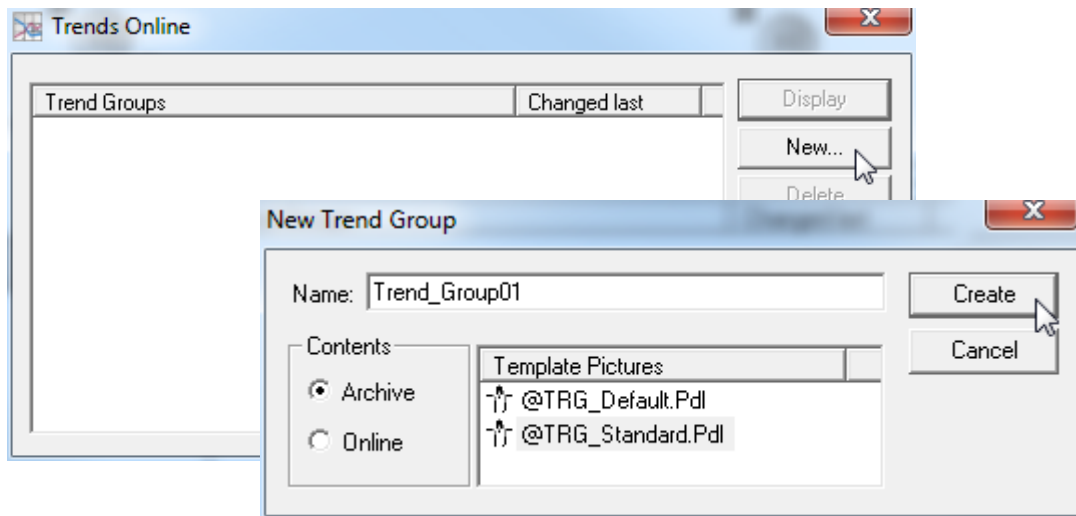 Trends Online
X
Trend Groups Changed last
Display
New...
Delete
New Trend Group
X
Name: Trend_Group01
Create
Cancel
Contents
Archive
Online
Template Pictures
@TRG_Default.Pdl
@TRG_Standard.Pdl